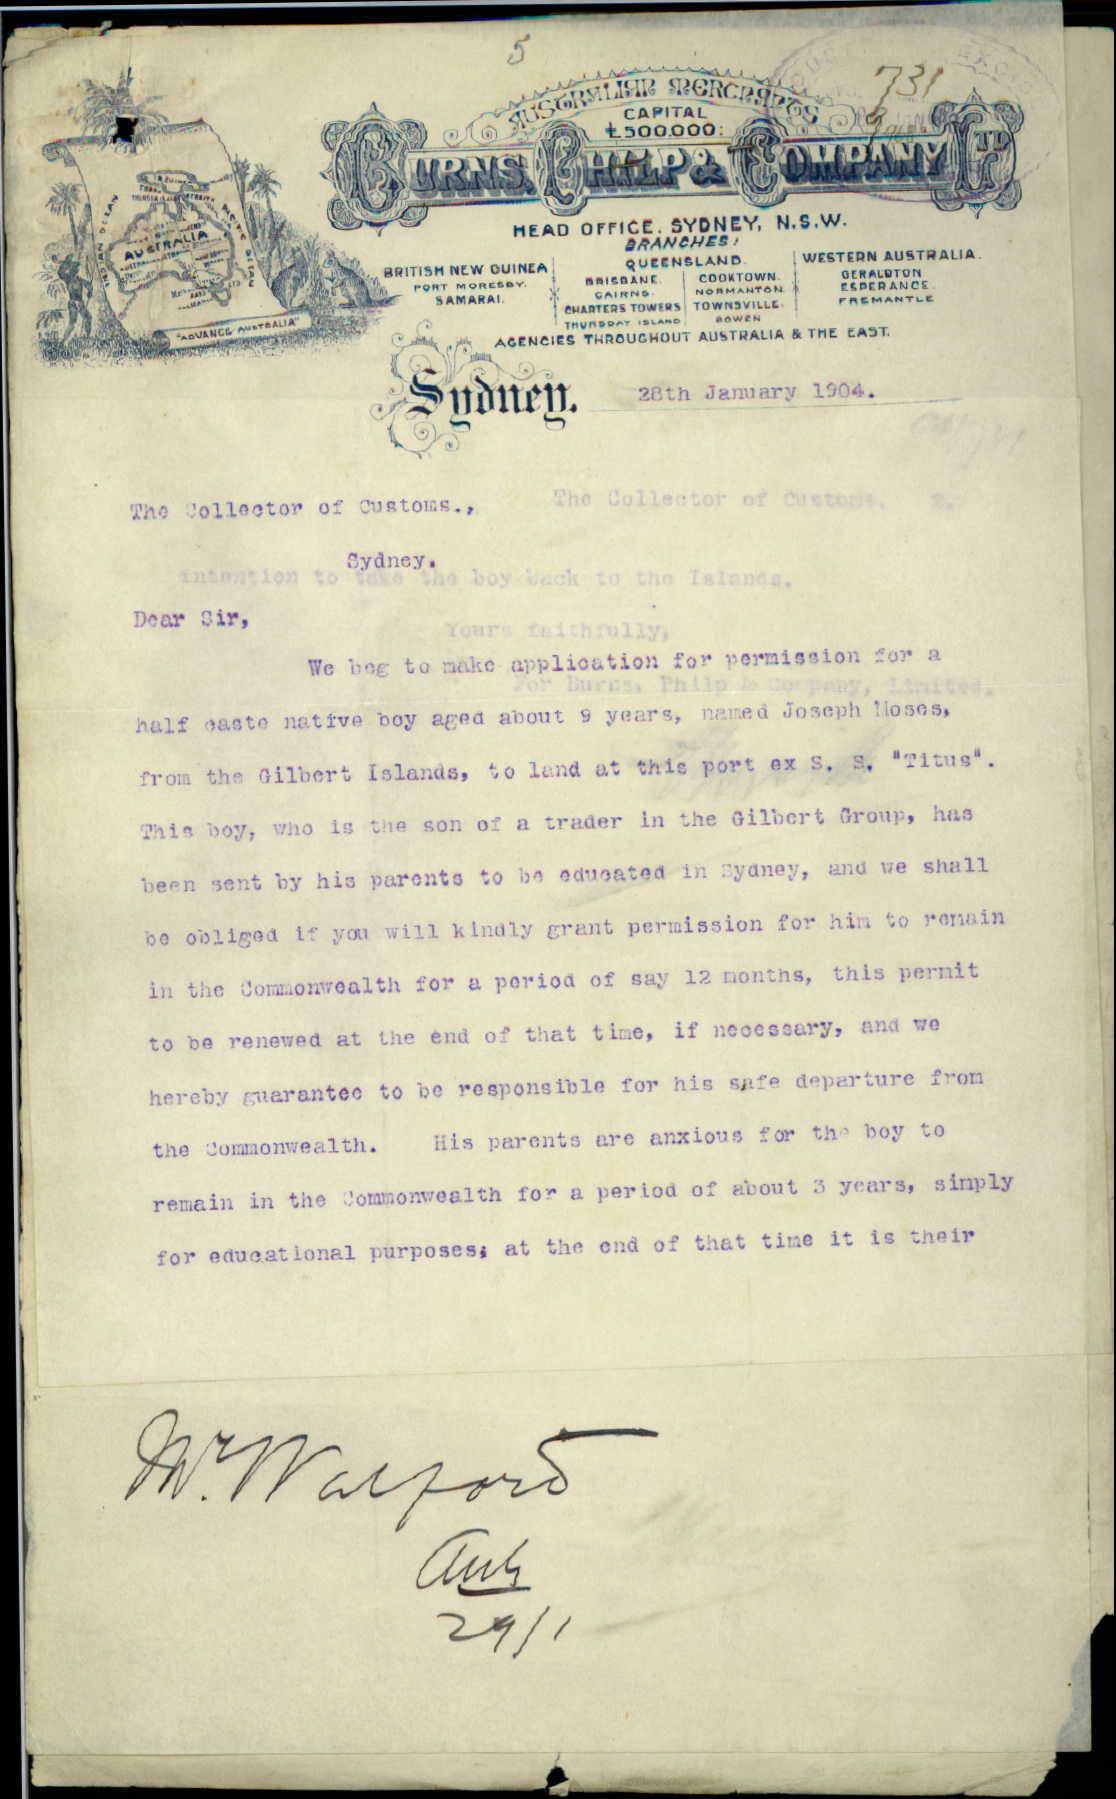 5
731
AUSTRALIAN MERCHANTS
CAPITAL
£500,000:
BURNS, PHILP & COMPANY LTD
HEAD OFFICE. SYDNEY, N.S.W.
BRANCHES:
BRITISH NEW GUINEA
PORT MORESBY.
SAMARAI.
QUEENSLAND.
BRISBANE.
CAIRNS.
CHARTERS TOWERS
THURSDAY ISLAND
COOKTOWN.
NORMANTON.
TOWNSVILLE.
BOWEN
WESTERN AUSTRALIA.
GERALDTON
ESPERANCE.
FREMANTLE
AGENCIES THROUGHOUT AUSTRALIA & THE EAST.
INDIAN OCEAN
PACIFIC OCEAN
AUSTRALIA
"ADVANCE AUSTRALIA"
Sydney. 28th January 1904.
The Collector of Customs.,
The Collector of Customs. 2.
Sydney.
intention to take the boy back to the Islands.
Dear Sir,
Yours faithfully,
We beg to make application for permission for a
For Burns, Philp & Company, Limited.
half caste native boy aged about 9 years, named Joseph Moses,
from the Gilbert Islands, to land at this port ex S. S. "Titus".
This boy, who is the son of a trader in the Gilbert Group, has
been sent by his parents to be educated in Sydney, and we shall
be obliged if you will kindly grant permission for him to remain
in the Commonwealth for a period of say 12 months, this permit
to be renewed at the end of that time, if necessary, and we
hereby guarantee to be responsible for his safe departure from
the Commonwealth. His parents are anxious for the boy to
remain in the Commonwealth for a period of about 3 years, simply
for educational purposes; at the end of that time it is their
Mr. Walford
29/1